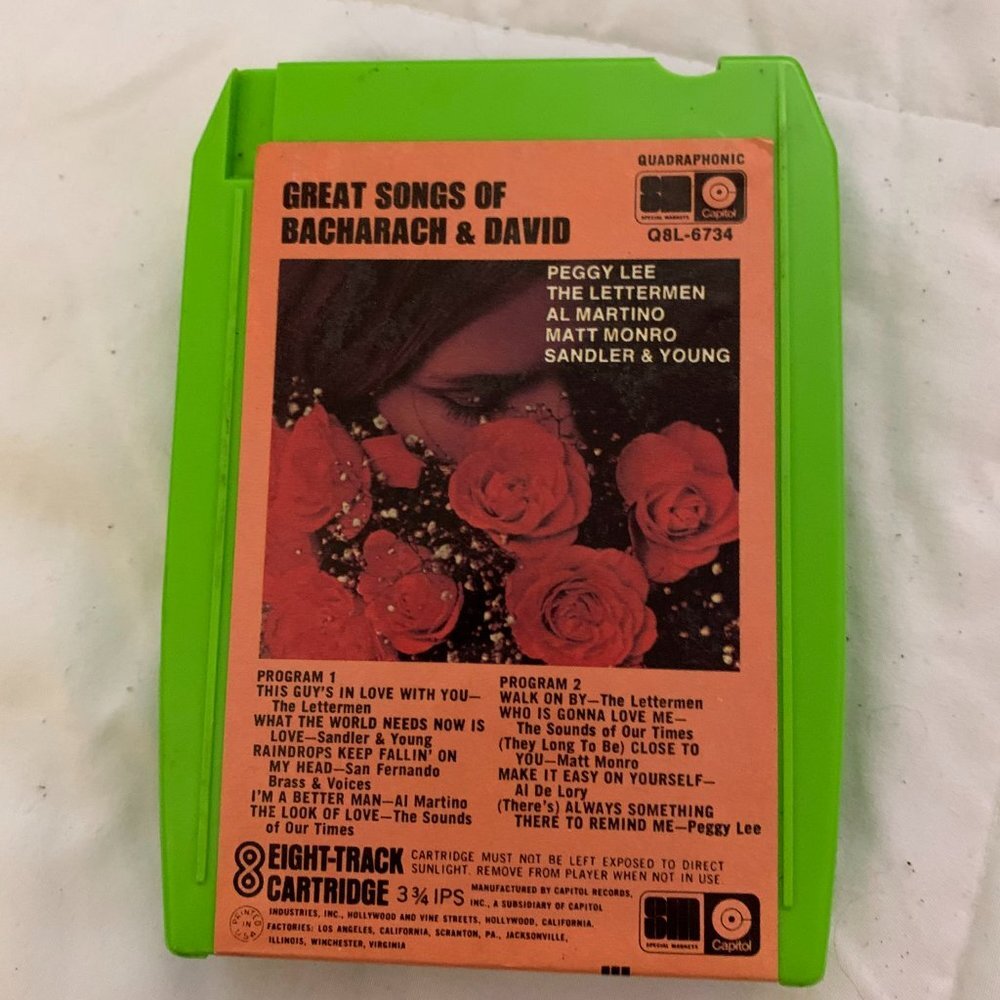 QUADRAPHONIC
GREAT SONGS OF
BACHARACH & DAVID
SM
SPECIAL MARKETS
Capitol
Q8L-6734
PEGGY LEE
THE LETTERMEN
AL MARTINO
MATT MONRO
SANDLER & YOUNG
PROGRAM 1
THIS GUY'S IN LOVE WITH YOU—
The Lettermen
WHAT THE WORLD NEEDS NOW IS
LOVE—Sandler & Young
RAINDROPS KEEP FALLIN' ON
MY HEAD—San Fernando
Brass & Voices
I'M A BETTER MAN—Al Martino
THE LOOK OF LOVE—The Sounds
of Our Times
PROGRAM 2
WALK ON BY—The Lettermen
WHO IS GONNA LOVE ME—
The Sounds of Our Times
(They Long To Be) CLOSE TO
YOU—Matt Monro
MAKE IT EASY ON YOURSELF—
Al De Lory
(There's) ALWAYS SOMETHING
THERE TO REMIND ME—Peggy Lee
8 EIGHT-TRACK
CARTRIDGE 3 3/4 IPS
CARTRIDGE MUST NOT BE LEFT EXPOSED TO DIRECT
SUNLIGHT. REMOVE FROM PLAYER WHEN NOT IN USE.
MANUFACTURED BY CAPITOL RECORDS,
INC., A SUBSIDIARY OF CAPITOL
INDUSTRIES, INC., HOLLYWOOD AND VINE STREETS, HOLLYWOOD, CALIFORNIA.
FACTORIES: LOS ANGELES, CALIFORNIA, SCRANTON, PA., JACKSONVILLE,
ILLINOIS, WINCHESTER, VIRGINIA
PRINTED IN U.S.A.
SM
SPECIAL MARKETS
Capitol